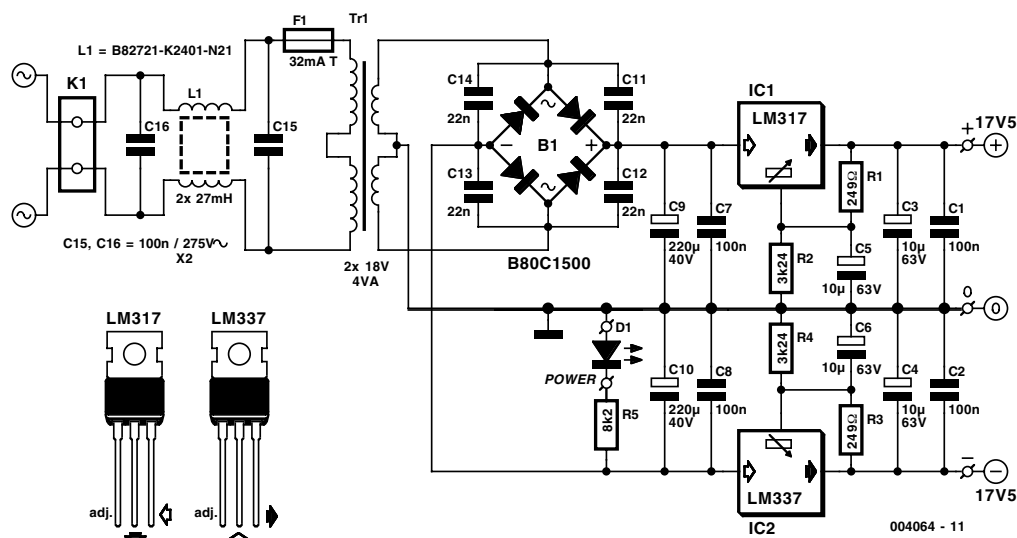 L1 = B82721-K2401-N21
K1
L1
C16
2x 27mH
C15
F1
32mA T
Tr1
C15, C16 = 100n / 275V~
X2
2x 18V
4VA
C14
22n
C11
22n
~
B1
–
+
~
C13
22n
C12
22n
B80C1500
C9
220µ
40V
C7
100n
IC1
LM317
R1
249Ω
R2
3k24
C5
10µ
63V
C3
10µ
63V
C1
100n
+
17V5
+
0
0
D1
POWER
R5
8k2
C10
220µ
40V
C8
100n
R4
3k24
C6
10µ
63V
C4
10µ
63V
C2
100n
R3
249Ω
LM337
IC2
–
–
17V5
LM317
LM337
adj.
adj.
004064 - 11